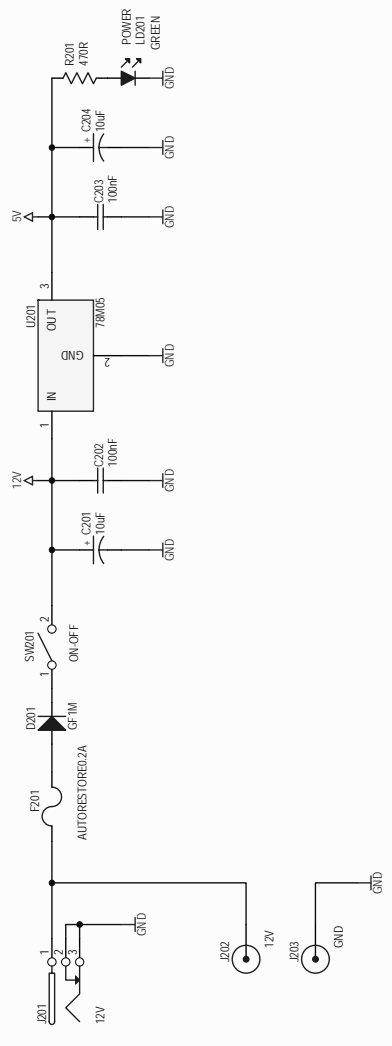 J201
12V
1
2
3
GND
J202
12V
J203
GND
GND
F201
AUTORESTORE0.2A
D201
GF1M
SW201
1
2
ON-OFF
+ C201
10uF
GND
12V
C202
100nF
GND
U201
1
IN
OUT
3
GND
2
78M05
GND
5V
C203
100nF
GND
+ C204
10uF
GND
R201
470R
POWER
LD201
GREEN
GND